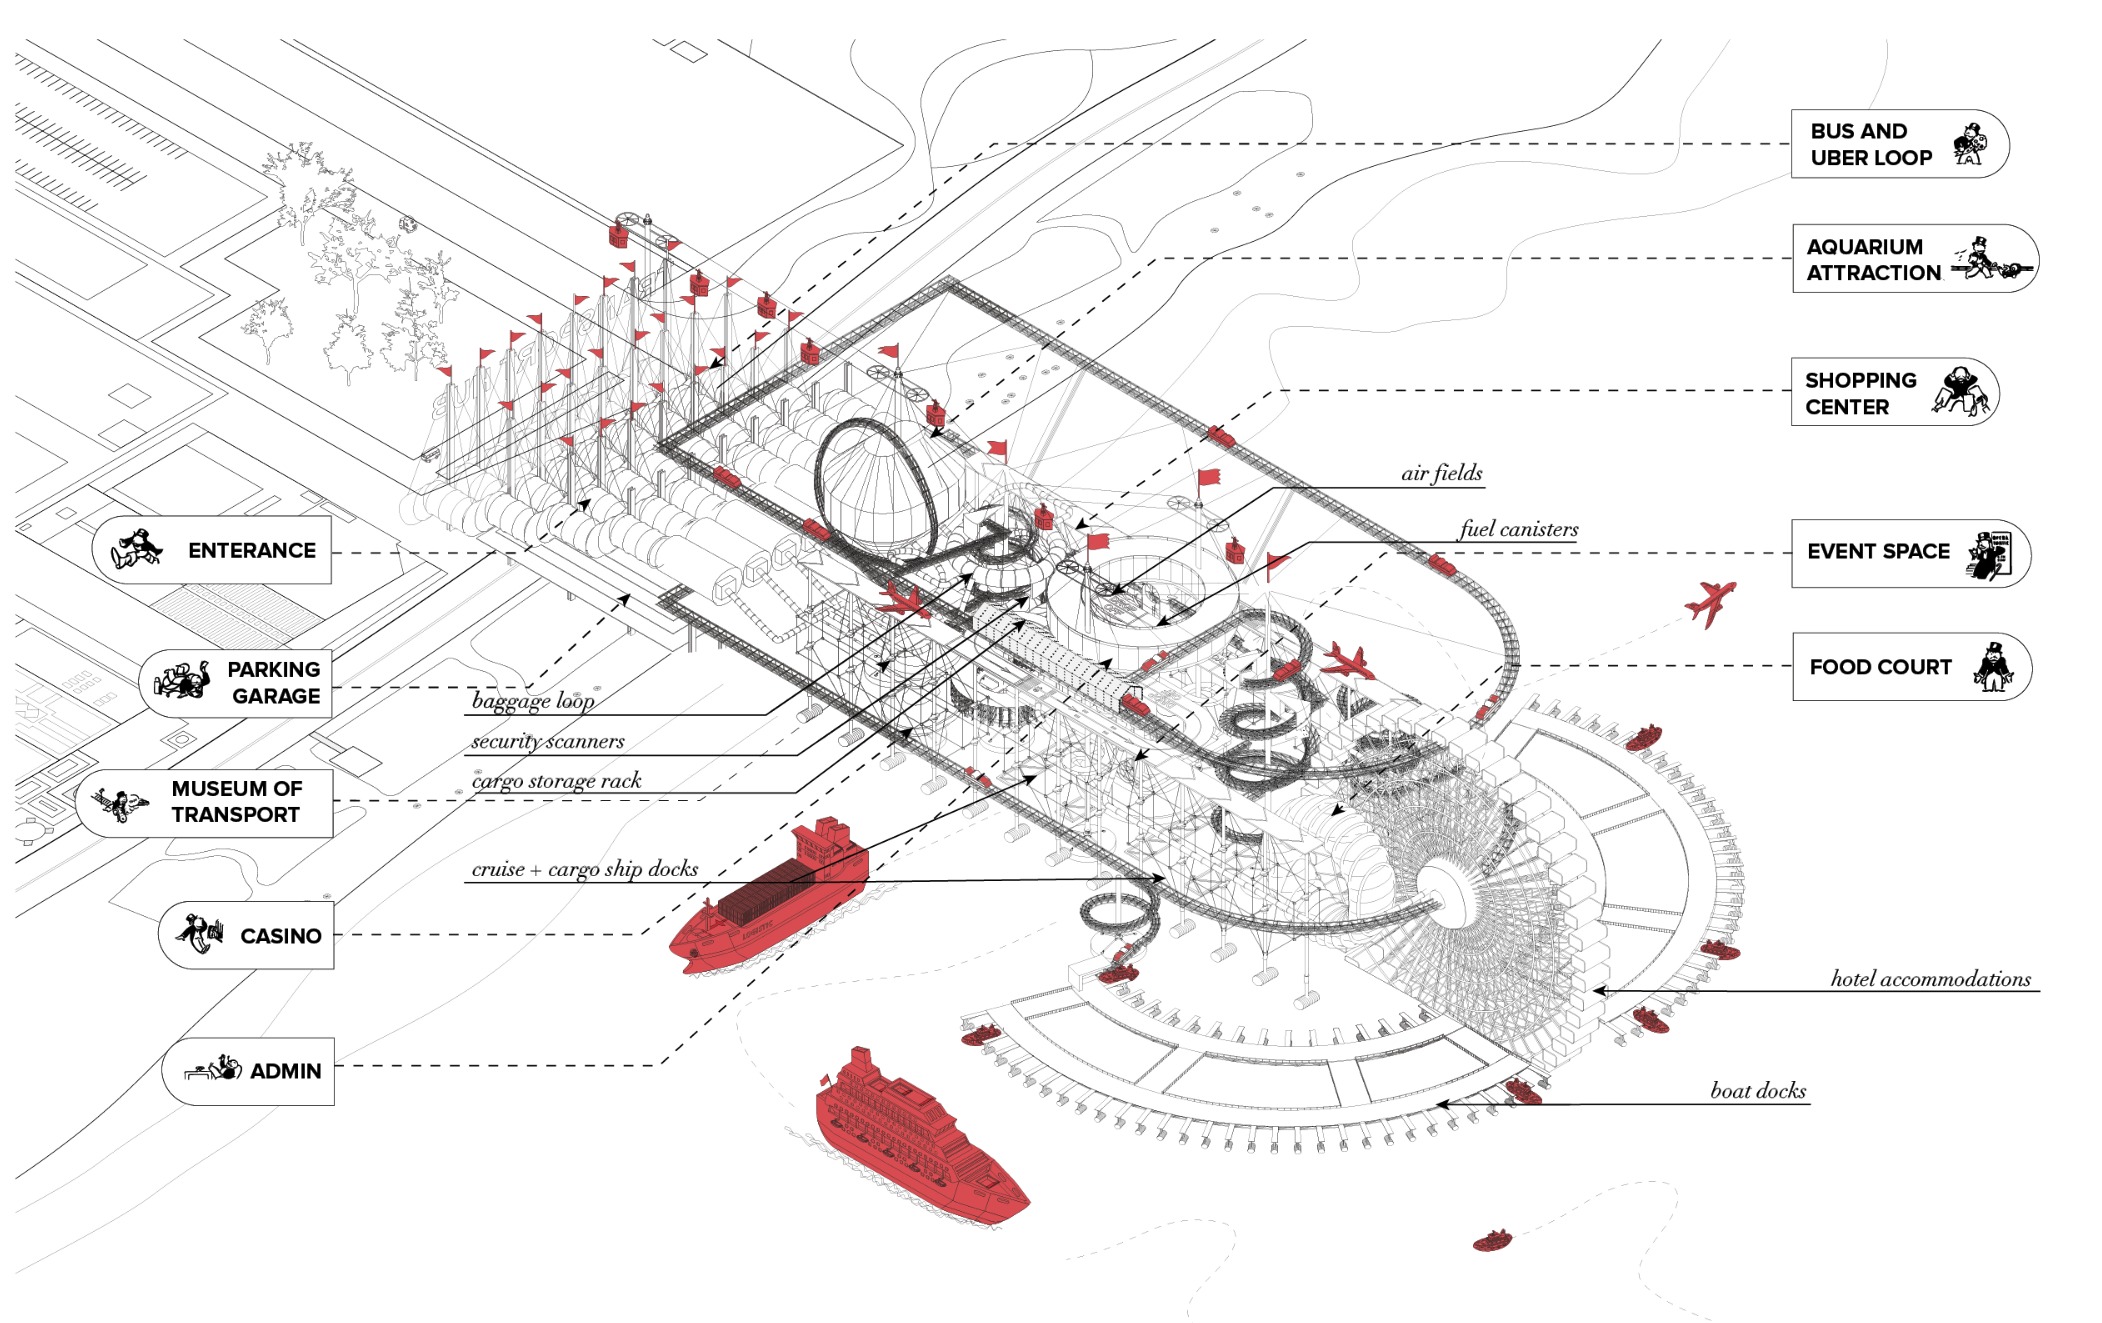 BUS AND
UBER LOOP
AQUARIUM
ATTRACTION
SHOPPING
CENTER
air fields
fuel canisters
ENTERANCE
EVENT SPACE
PARKING
GARAGE
FOOD COURT
baggage loop
security scanners
cargo storage rack
MUSEUM OF
TRANSPORT
cruise + cargo ship docks
CASINO
LOGISTIC
hotel accommodations
ADMIN
boat docks